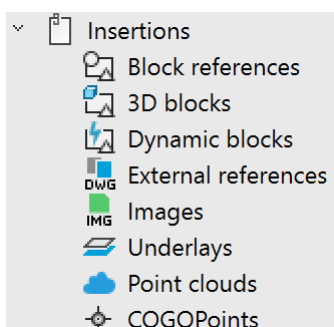 Insertions
Block references
3D blocks
Dynamic blocks
DWG External references
IMG Images
Underlays
Point clouds
COGOPoints